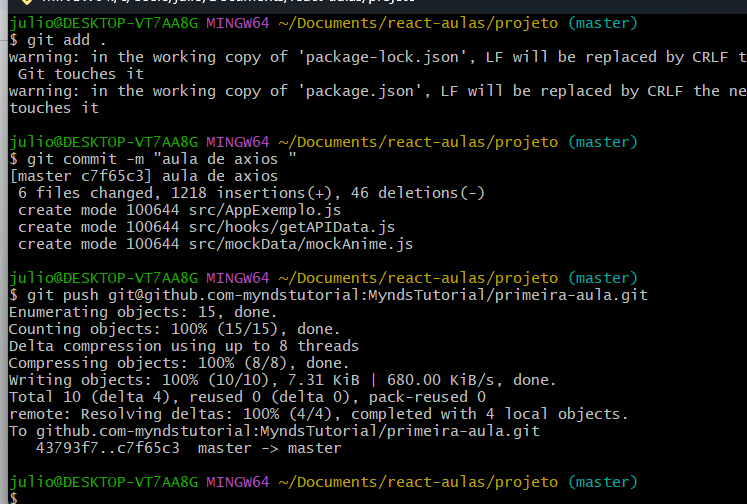 julio@DESKTOP-VT7AA8G MINGW64 ~/Documents/react-aulas/projeto (master)
$ git add .
warning: in the working copy of 'package-lock.json', LF will be replaced by CRLF t
 Git touches it
warning: in the working copy of 'package.json', LF will be replaced by CRLF the ne
touches it
julio@DESKTOP-VT7AA8G MINGW64 ~/Documents/react-aulas/projeto (master)
$ git commit -m "aula de axios "
[master c7f65c3] aula de axios
 6 files changed, 1218 insertions(+), 46 deletions(-)
 create mode 100644 src/AppExemplo.js
 create mode 100644 src/hooks/getAPIData.js
 create mode 100644 src/mockData/mockAnime.js
julio@DESKTOP-VT7AA8G MINGW64 ~/Documents/react-aulas/projeto (master)
$ git push git@github.com-myndstutorial:MyndsTutorial/primeira-aula.git
Enumerating objects: 15, done.
Counting objects: 100% (15/15), done.
Delta compression using up to 8 threads
Compressing objects: 100% (8/8), done.
Writing objects: 100% (10/10), 7.31 KiB | 680.00 KiB/s, done.
Total 10 (delta 4), reused 0 (delta 0), pack-reused 0
remote: Resolving deltas: 100% (4/4), completed with 4 local objects.
To github.com-myndstutorial:MyndsTutorial/primeira-aula.git
   43793f7..c7f65c3  master -> master
julio@DESKTOP-VT7AA8G MINGW64 ~/Documents/react-aulas/projeto (master)
$